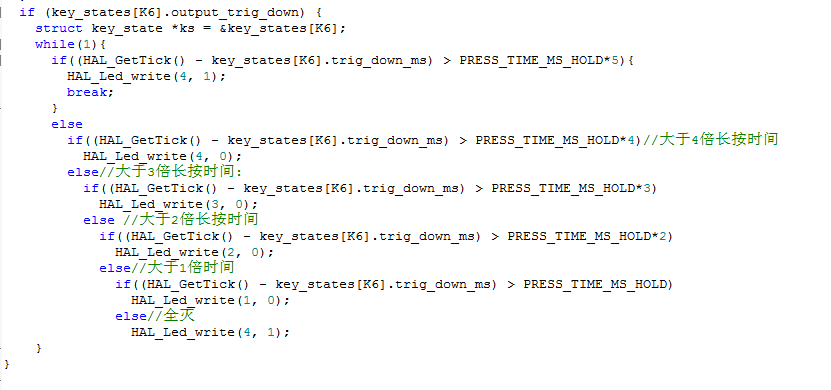 if (key_states[K6].output_trig_down) {
struct key_state *ks = &key_states[K6];
while(1){
if((HAL_GetTick() - key_states[K6].trig_down_ms) > PRESS_TIME_MS_HOLD*5){
HAL_Led_write(4, 1);
break;
}
else
if((HAL_GetTick() - key_states[K6].trig_down_ms) > PRESS_TIME_MS_HOLD*4)//大于4倍长按时间
HAL_Led_write(4, 0);
else//大于3倍长按时间:
if((HAL_GetTick() - key_states[K6].trig_down_ms) > PRESS_TIME_MS_HOLD*3)
HAL_Led_write(3, 0);
else //大于2倍长按时间
if((HAL_GetTick() - key_states[K6].trig_down_ms) > PRESS_TIME_MS_HOLD*2)
HAL_Led_write(2, 0);
else//大于1倍时间
if((HAL_GetTick() - key_states[K6].trig_down_ms) > PRESS_TIME_MS_HOLD)
HAL_Led_write(1, 0);
else//全灭
HAL_Led_write(4, 1);
}
}